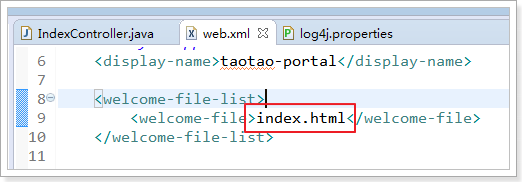 IndexController.java web.xml log4j.properties
6 <display-name>taotao-portal</display-name>
7
8 <welcome-file-list>
9 <welcome-file>index.html</welcome-file>
10 </welcome-file-list>
11